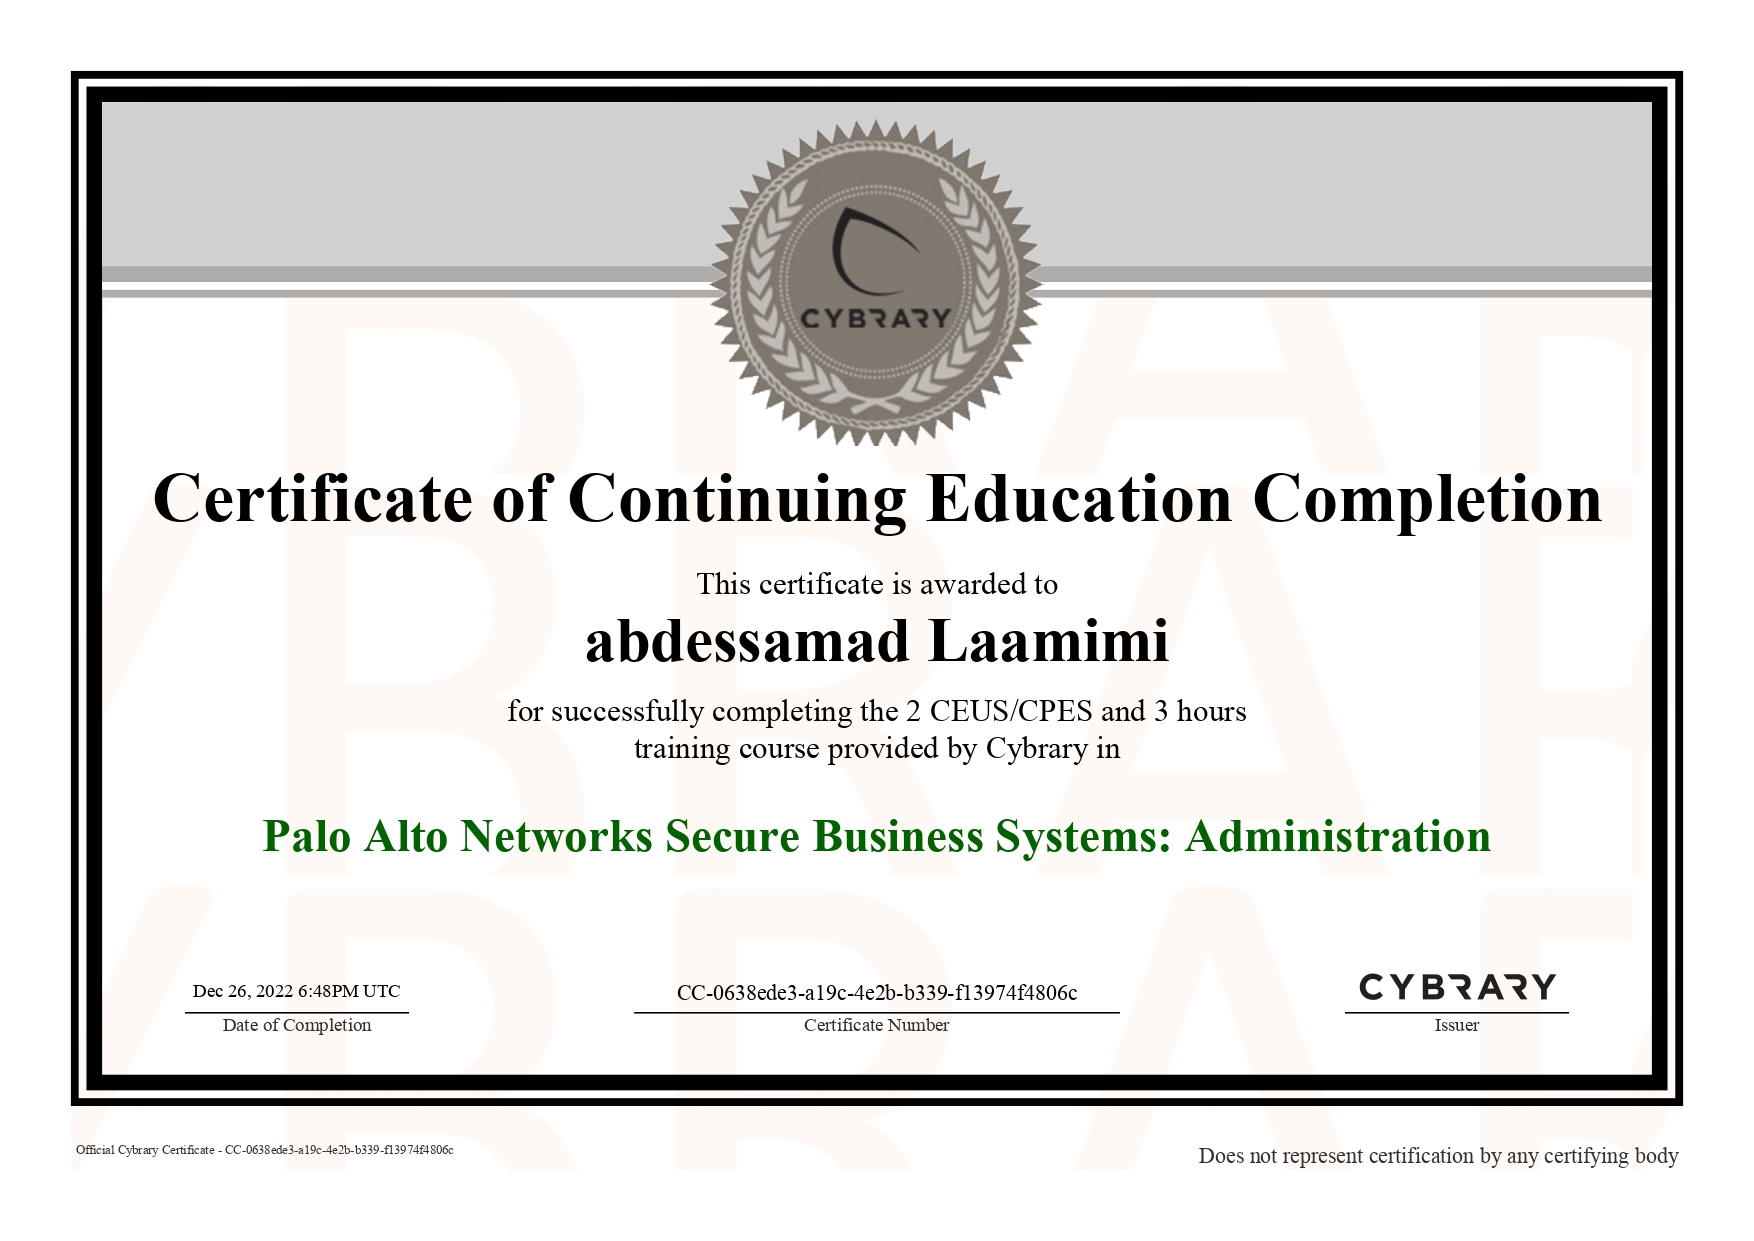 CYBRARY
Certificate of Continuing Education Completion
This certificate is awarded to
abdessamad Laamimi
for successfully completing the 2 CEUS/CPES and 3 hours
training course provided by Cybrary in
Palo Alto Networks Secure Business Systems: Administration
Dec 26, 2022 6:48PM UTC
Date of Completion
CC-0638ede3-a19c-4e2b-b339-f13974f4806c
Certificate Number
CYBRARY
Issuer
Official Cybrary Certificate - CC-0638ede3-a19c-4e2b-b339-f13974f4806c
Does not represent certification by any certifying body